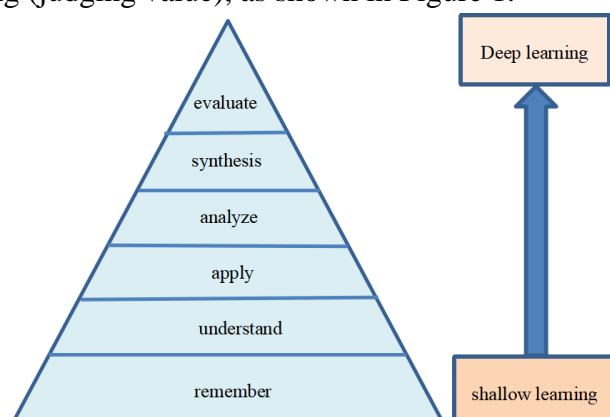 g (judging value), as shown in Figure 1.
Deep learning
evaluate
synthesis
analyze
apply
understand
remember
shallow learning